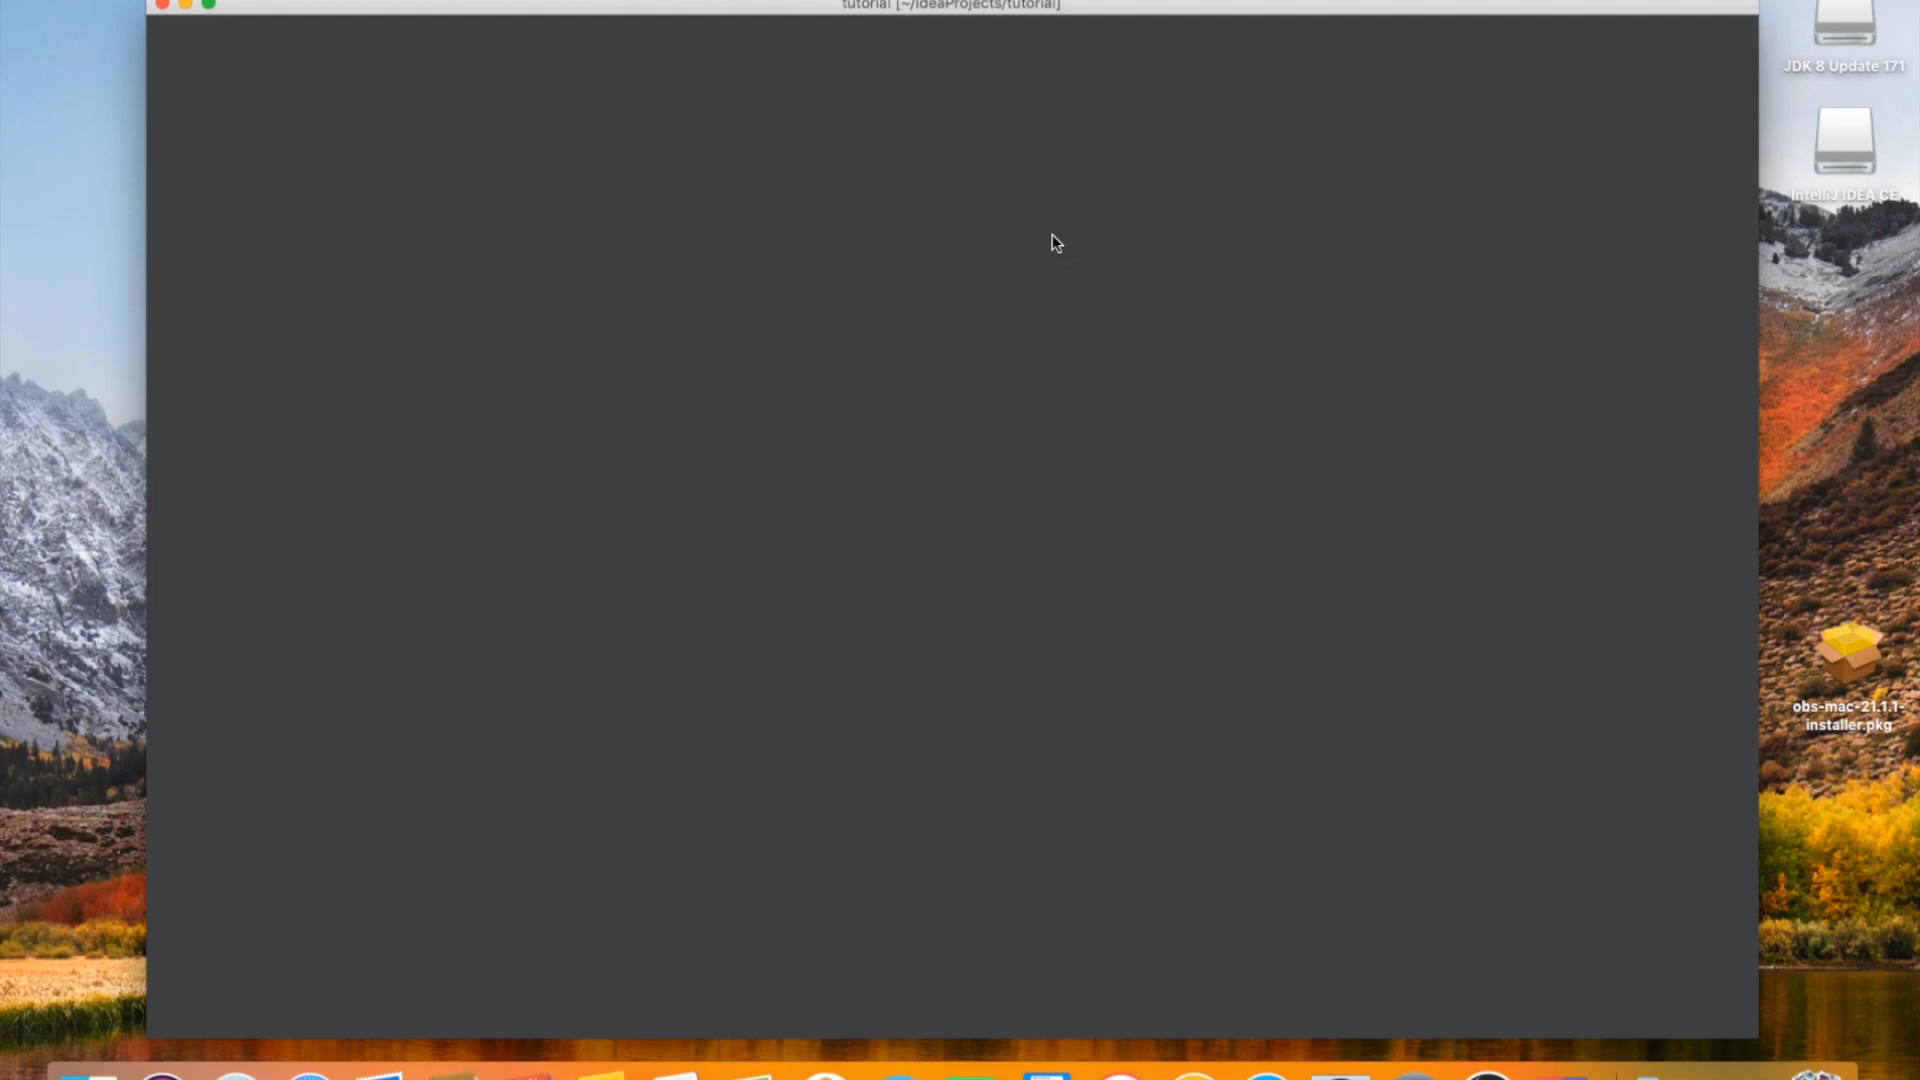 tutorial [~/IdeaProjects/tutorial]
JDK 8 Update 171
IntelliJ IDEA CE
obs-mac-21.1.1-
installer.pkg